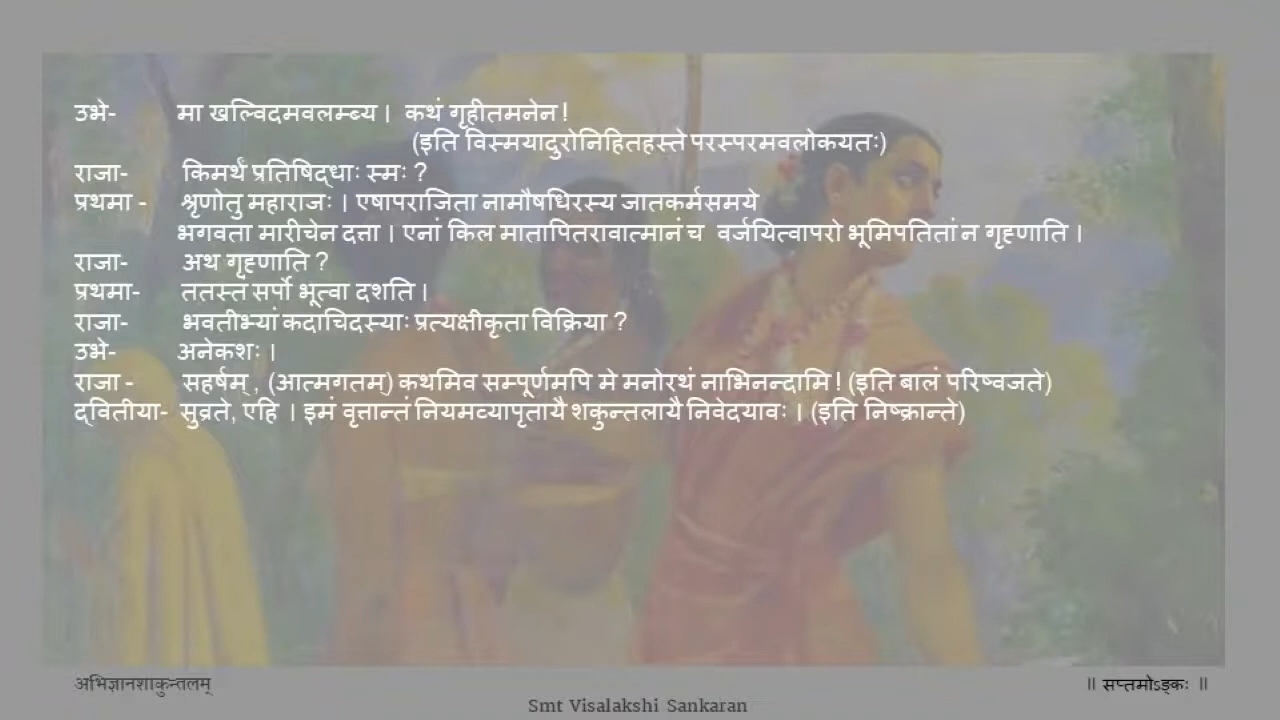 उभे- मा खल्विदमवलम्ब्य । कथं गृहीतमनेन !
(इति विस्मयादुरोनिहितहस्ते परस्परमवलोकयतः)
राजा- किमर्थं प्रतिषिद्धाः स्मः ?
प्रथमा - श्रृणोतु महाराजः । एषापराजिता नामौषधिरस्य जातकर्मसमये
भगवता मारीचेन दत्ता । एनां किल मातापितरावात्मानं च वर्जयित्वापरो भूमिपतितां न गृह्णाति ।
राजा- अथ गृह्णाति ?
प्रथमा- ततस्तं सर्पो भूत्वा दशति ।
राजा- भवतीभ्यां कदाचिदस्याः प्रत्यक्षीकृता विक्रिया ?
उभे- अनेकशः ।
राजा - सहर्षम् , (आत्मगतम्) कथमिव सम्पूर्णमपि मे मनोरथं नाभिनन्दामि ! (इति बालं परिष्वजते)
द्वितीया- सुव्रते, एहि । इमं वृत्तान्तं नियमव्यापृतायै शकुन्तलायै निवेदयावः । (इति निष्क्रान्ते)
अभिज्ञानशाकुन्तलम्
॥ सप्तमोऽङ्कः ॥
Smt Visalakshi Sankaran